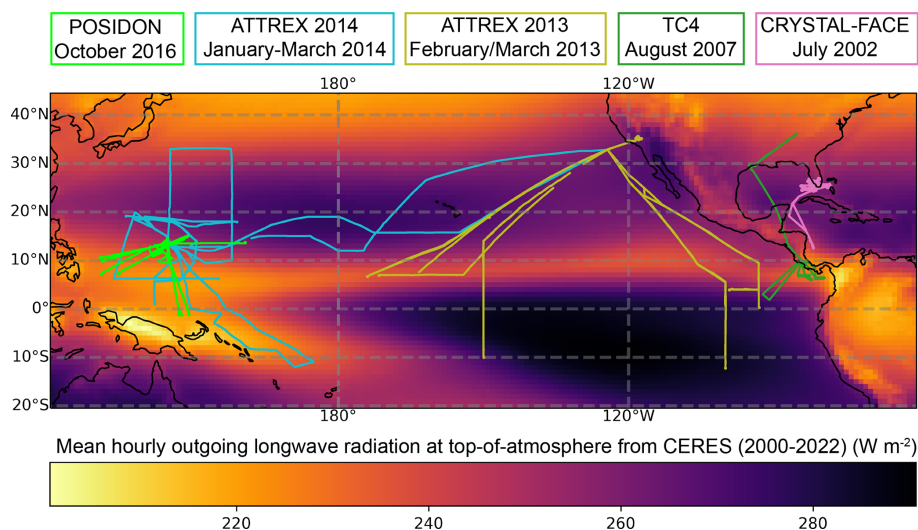 POSIDON
October 2016
ATTREX 2014
January-March 2014
ATTREX 2013
February/March 2013
TC4
August 2007
CRYSTAL-FACE
July 2002
180° 120°W
40°N
30°N
20°N
10°N
0°
10°S
20°S
180° 120°W
Mean hourly outgoing longwave radiation at top-of-atmosphere from CERES (2000-2022) (W m⁻²)
220 240 260 280